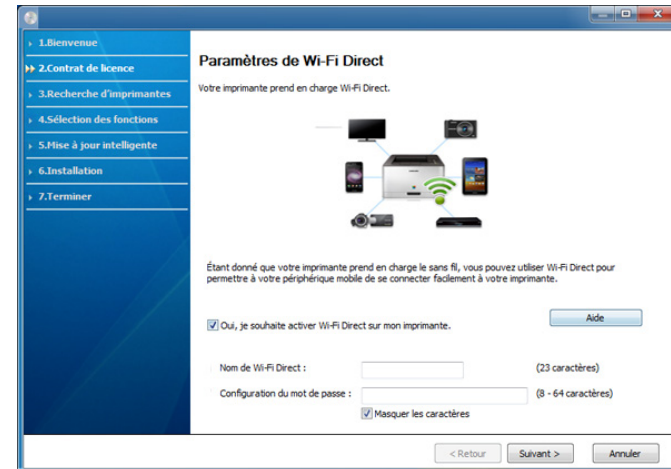 1.Bienvenue
2.Contrat de licence
3.Recherche d'imprimantes
4.Sélection des fonctions
5.Mise à jour intelligente
6.Installation
7.Terminer
Paramètres de Wi-Fi Direct
Votre imprimante prend en charge Wi-Fi Direct.
Étant donné que votre imprimante prend en charge le sans fil, vous pouvez utiliser Wi-Fi Direct pour
permettre à votre périphérique mobile de se connecter facilement à votre imprimante.
Oui, je souhaite activer Wi-Fi Direct sur mon imprimante.
Aide
Nom de Wi-Fi Direct :
(23 caractères)
Configuration du mot de passe :
(8 - 64 caractères)
Masquer les caractères
< Retour
Suivant >
Annuler